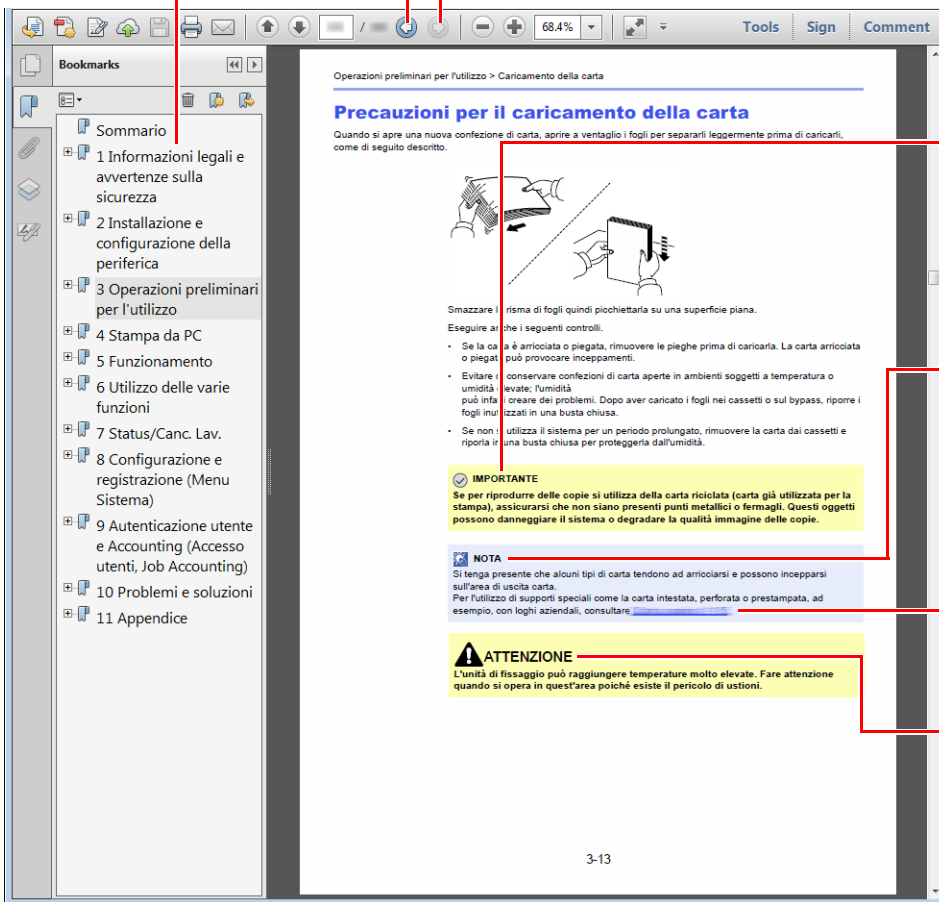 /
68.4%
Tools
Sign
Comment
Bookmarks
Sommario
1 Informazioni legali e
avvertenze sulla
sicurezza
2 Installazione e
configurazione della
periferica
3 Operazioni preliminari
per l'utilizzo
4 Stampa da PC
5 Funzionamento
6 Utilizzo delle varie
funzioni
7 Status/Canc. Lav.
8 Configurazione e
registrazione (Menu
Sistema)
9 Autenticazione utente
e Accounting (Accesso
utenti, Job Accounting)
10 Problemi e soluzioni
11 Appendice
Operazioni preliminari per l'utilizzo > Caricamento della carta
Precauzioni per il caricamento della carta
Quando si apre una nuova confezione di carta, aprire a ventaglio i fogli per separarli leggermente prima di caricarli,
come di seguito descritto.
Smazzare la risma di fogli quindi picchiettarla su una superficie piana.
Eseguire anche i seguenti controlli.
• Se la carta è arricciata o piegata, rimuovere le pieghe prima di caricarla. La carta arricciata
o piegata può provocare inceppamenti.
• Evitare di conservare confezioni di carta aperte in ambienti soggetti a temperatura o
umidità elevate; l'umidità
può infatti creare dei problemi. Dopo aver caricato i fogli nei cassetti o sul bypass, riporre i
fogli inutilizzati in una busta chiusa.
• Se non si utilizza il sistema per un periodo prolungato, rimuovere la carta dai cassetti e
riporla in una busta chiusa per proteggerla dall'umidità.
IMPORTANTE
Se per riprodurre delle copie si utilizza della carta riciclata (carta già utilizzata per la
stampa), assicurarsi che non siano presenti punti metallici o fermagli. Questi oggetti
possono danneggiare il sistema o degradare la qualità immagine delle copie.
NOTA
Si tenga presente che alcuni tipi di carta tendono ad arricciarsi e possono incepparsi
sull'area di uscita carta.
Per l'utilizzo di supporti speciali come la carta intestata, perforata o prestampata, ad
esempio, con loghi aziendali, consultare
ATTENZIONE
L'unità di fissaggio può raggiungere temperature molto elevate. Fare attenzione
quando si opera in quest'area poiché esiste il pericolo di ustioni.
3-13